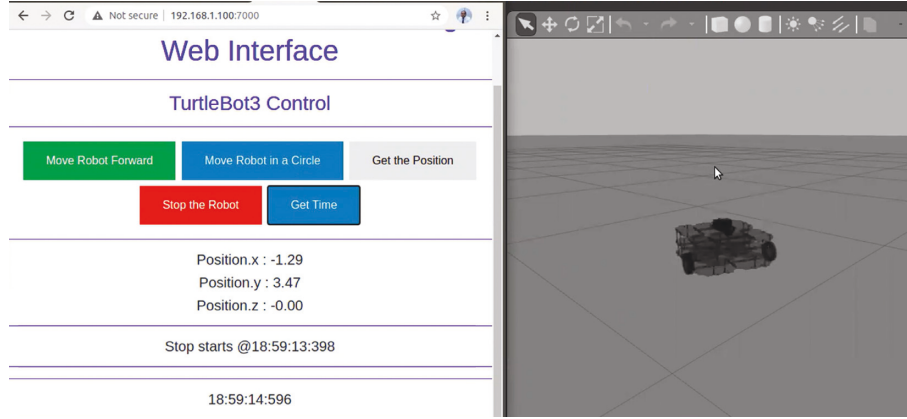 Not secure | 192.168.1.100:7000
Web Interface
TurtleBot3 Control
Move Robot Forward
Move Robot in a Circle
Get the Position
Stop the Robot
Get Time
Position.x : -1.29
Position.y : 3.47
Position.z : -0.00
Stop starts @18:59:13:398
18:59:14:596